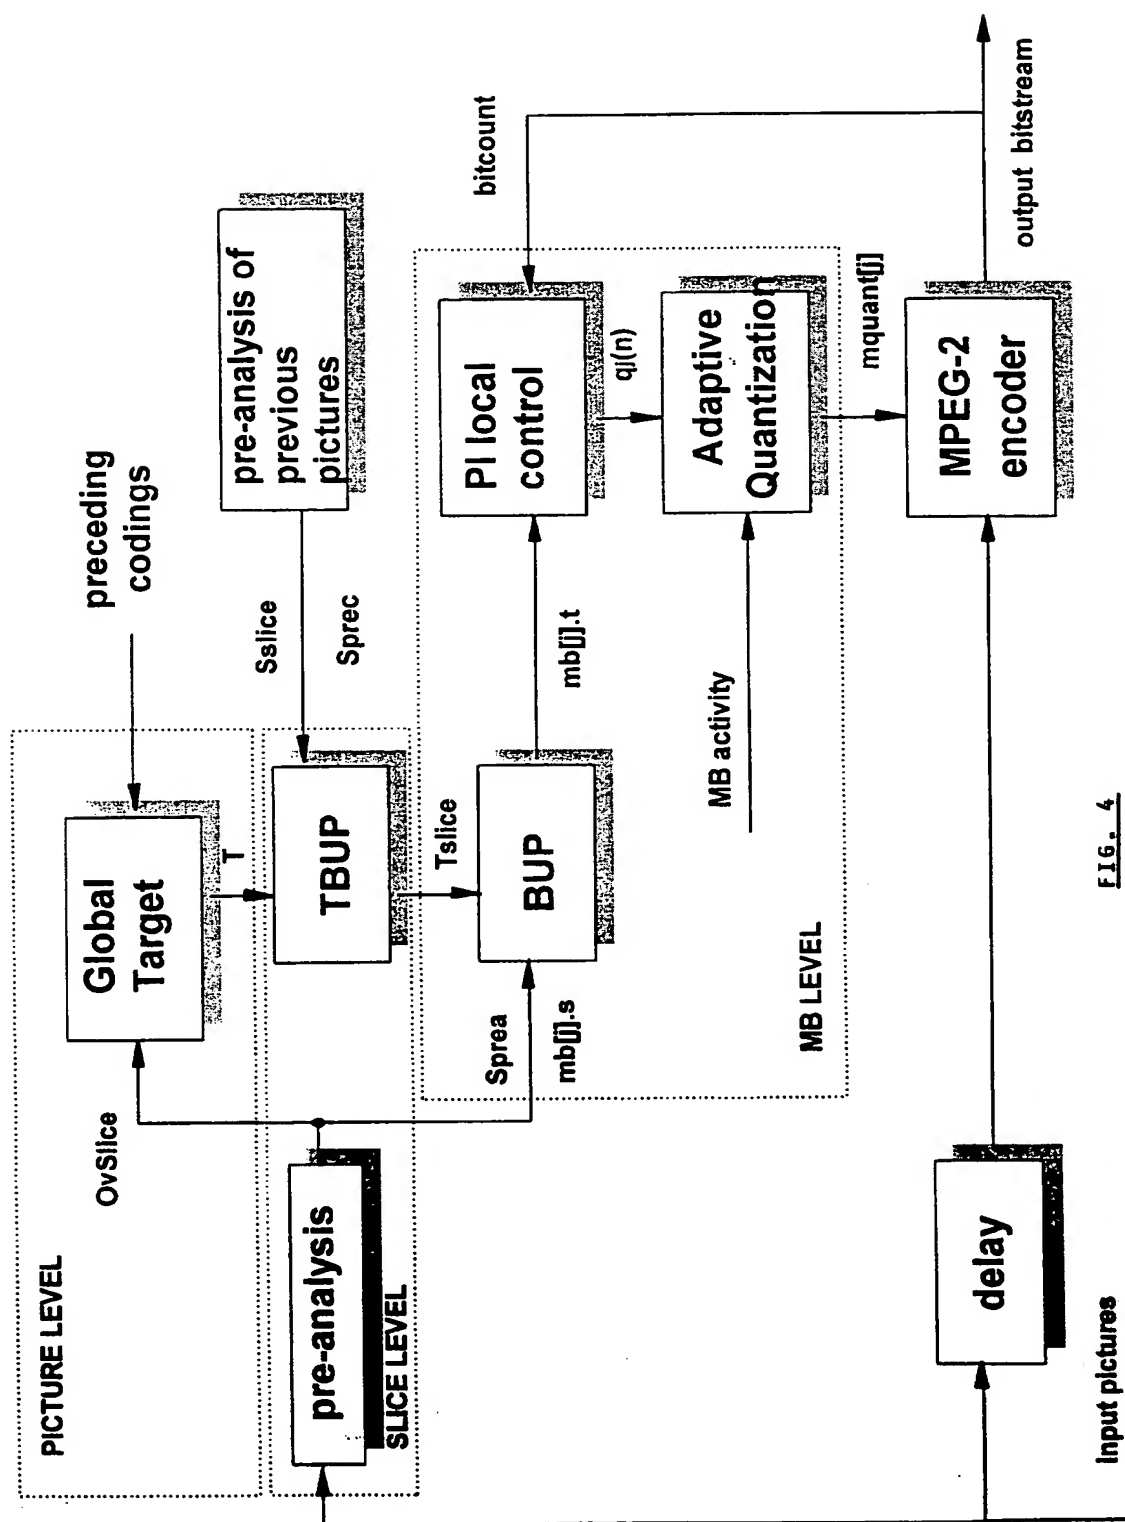 PICTURE LEVEL
OvSlice
Global
Target
T
preceding
codings
pre-analysis
SLICE LEVEL
TBUP
Sslice
Sprec
pre-analysis of
previous
pictures
Tslice
Sprea
mb[j].s
BUP
mb[j].t
PI local
control
bitcount
qj(n)
MB activity
Adaptive
Quantization
MB LEVEL
mquant[j]
Input pictures
delay
MPEG-2
encoder
output bitstream
FIG. 4